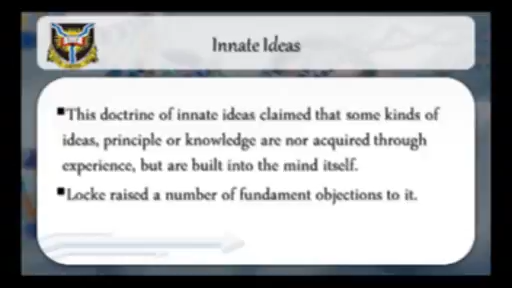 Innate Ideas
▪This doctrine of innate ideas claimed that some kinds of
ideas, principle or knowledge are nor acquired through
experience, but are built into the mind itself.
▪Locke raised a number of fundament objections to it.